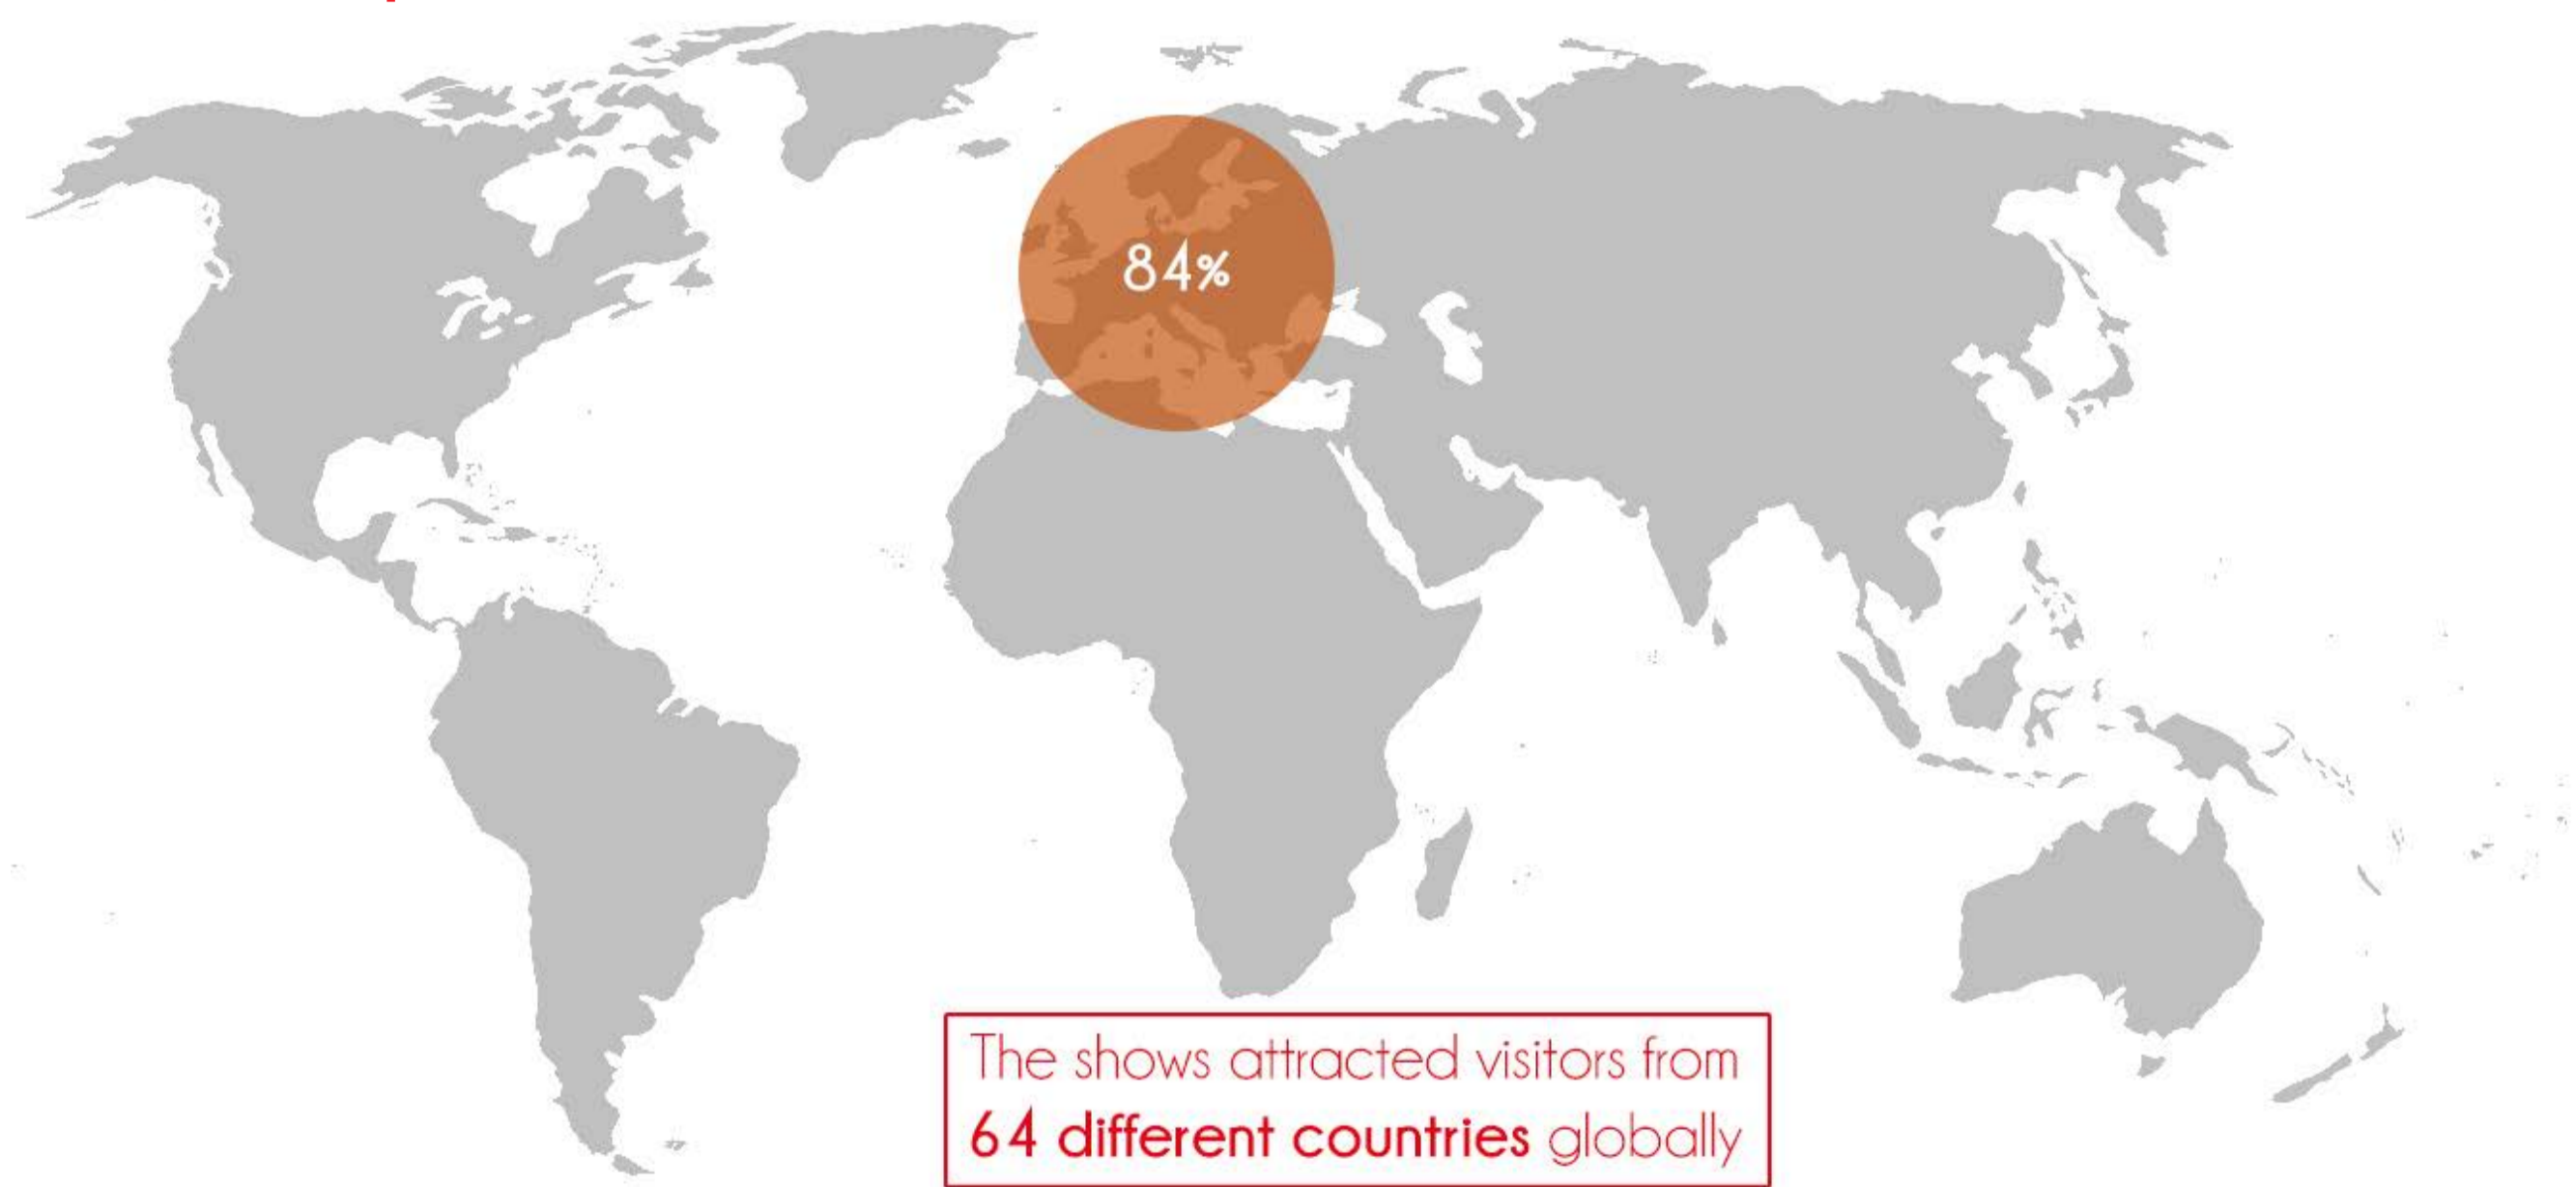 84%
The shows attracted visitors from
64 different countries globally